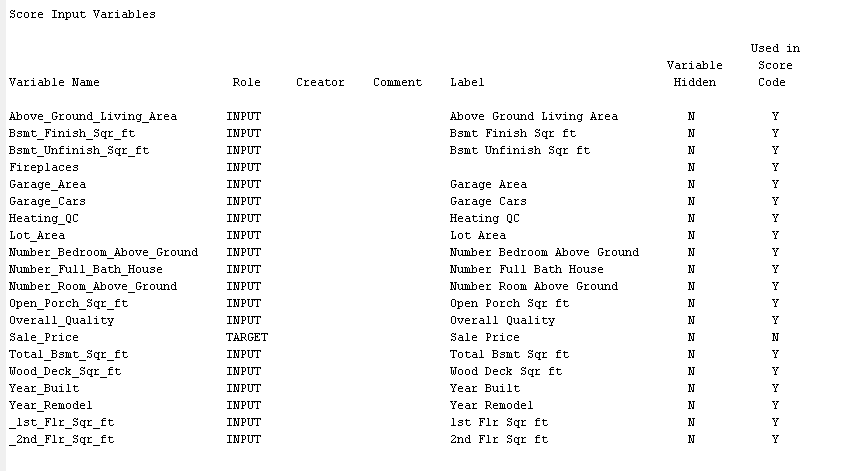 Score Input Variables
Used in
Variable Score
Variable Name Role Creator Comment Label Hidden Code
Above_Ground_Living_Area INPUT Above Ground Living Area N Y
Bsmt_Finish_Sqr_ft INPUT Bsmt Finish Sqr ft N Y
Bsmt_Unfinish_Sqr_ft INPUT Bsmt Unfinish Sqr ft N Y
Fireplaces INPUT N Y
Garage_Area INPUT Garage Area N Y
Garage_Cars INPUT Garage Cars N Y
Heating_QC INPUT Heating QC N Y
Lot_Area INPUT Lot Area N Y
Number_Bedroom_Above_Ground INPUT Number Bedroom Above Ground N Y
Number_Full_Bath_House INPUT Number Full Bath House N Y
Number_Room_Above_Ground INPUT Number Room Above Ground N Y
Open_Porch_Sqr_ft INPUT Open Porch Sqr ft N Y
Overall_Quality INPUT Overall Quality N Y
Sale_Price TARGET Sale Price N N
Total_Bsmt_Sqr_ft INPUT Total Bsmt Sqr ft N Y
Wood_Deck_Sqr_ft INPUT Wood Deck Sqr ft N Y
Year_Built INPUT Year Built N Y
Year_Remodel INPUT Year Remodel N Y
_1st_Flr_Sqr_ft INPUT 1st Flr Sqr ft N Y
_2nd_Flr_Sqr_ft INPUT 2nd Flr Sqr ft N Y